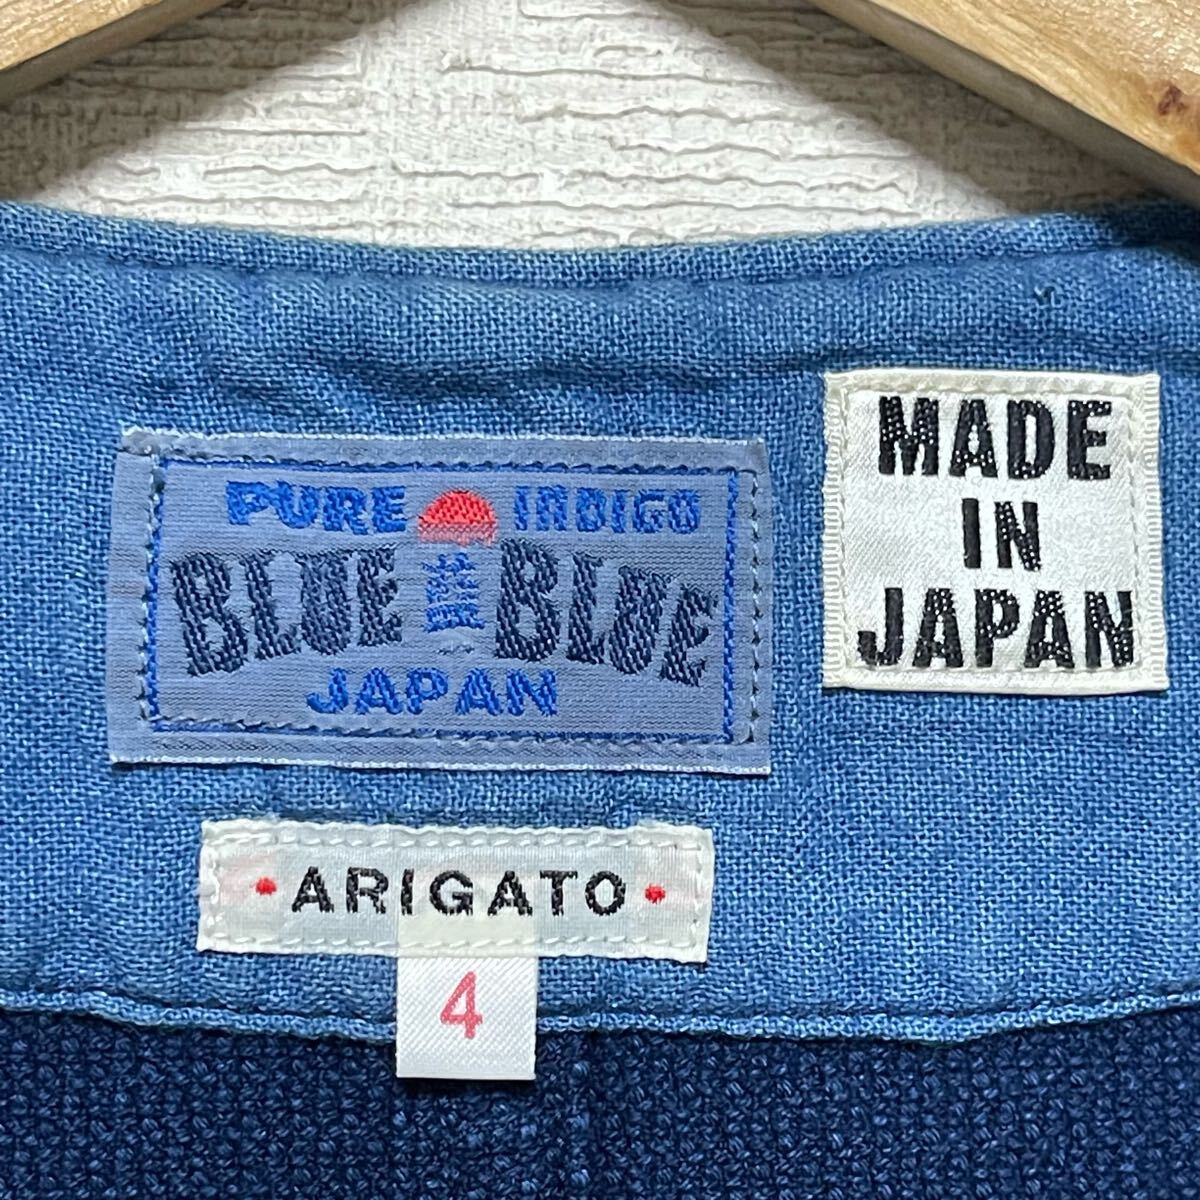 PURE INDIGO
BLUE 藍 BLUE
JAPAN
MADE
IN
JAPAN
• ARIGATO •
4